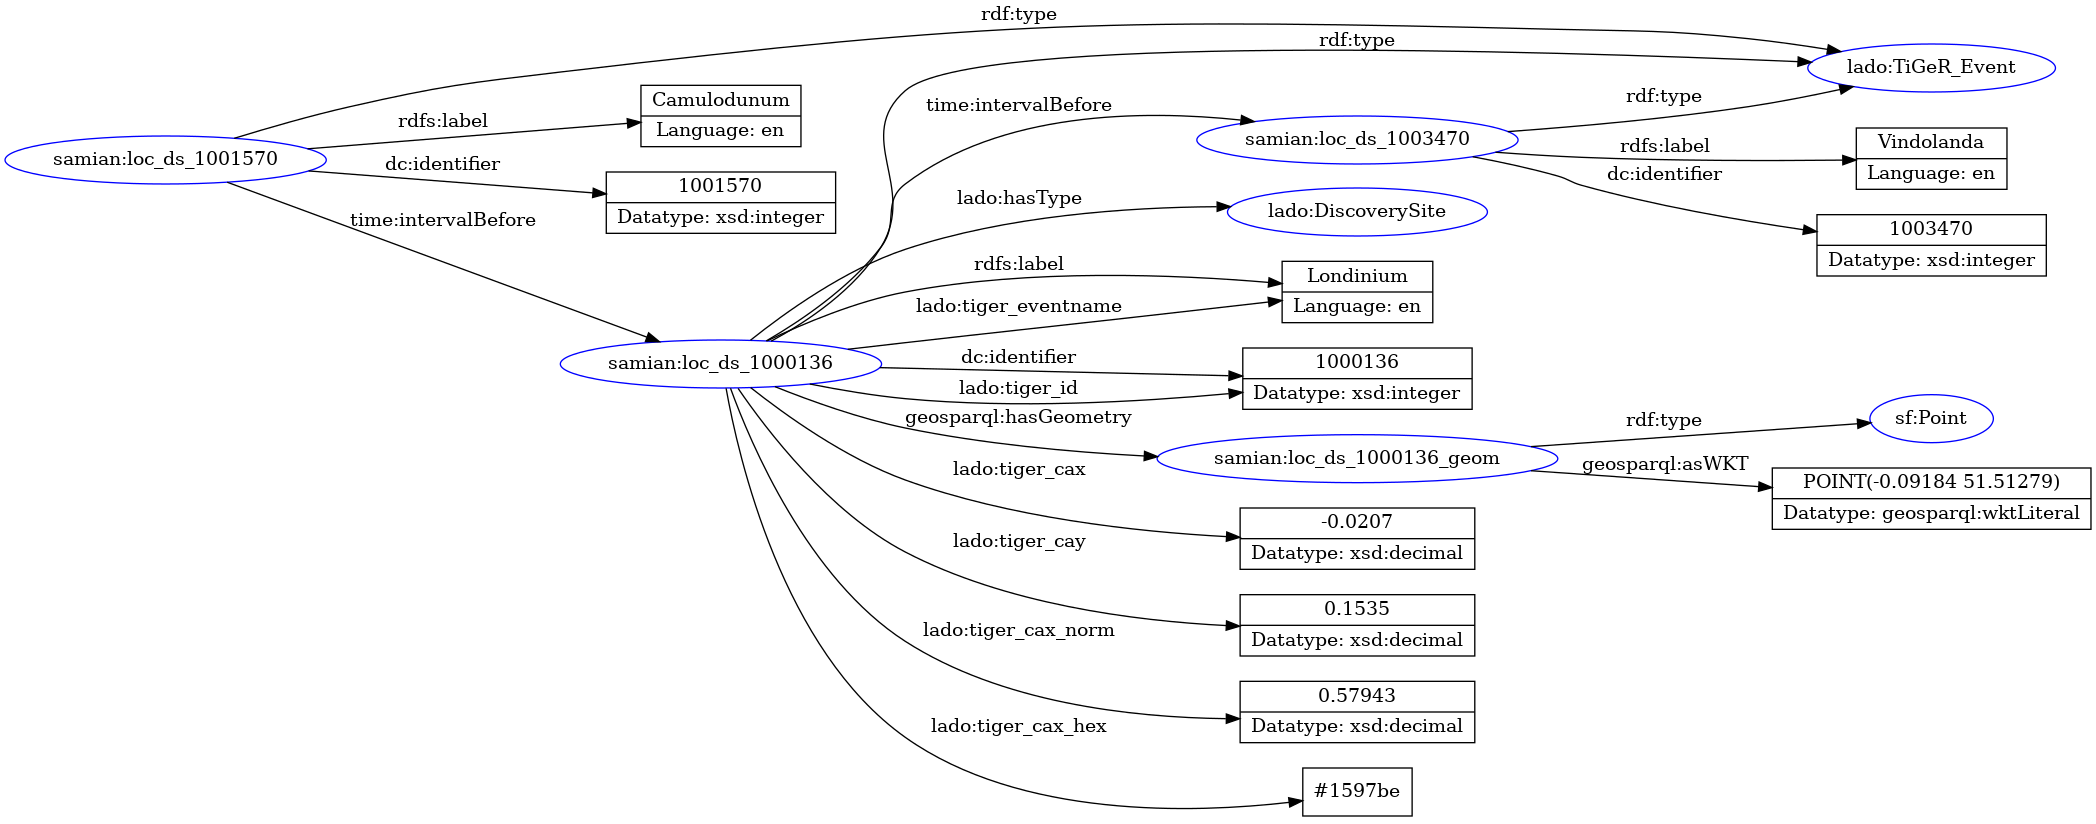 rdf:type
rdf:type
lado:TiGeR_Event
Camulodunum
Language: en
rdfs:label
time:intervalBefore
rdf:type
samian:loc_ds_1003470
Vindolanda
Language: en
rdfs:label
samian:loc_ds_1001570
dc:identifier
dc:identifier
1001570
Datatype: xsd:integer
lado:hasType
lado:DiscoverySite
time:intervalBefore
1003470
Datatype: xsd:integer
rdfs:label
Londinium
Language: en
lado:tiger_eventname
samian:loc_ds_1000136
dc:identifier
1000136
Datatype: xsd:integer
lado:tiger_id
geosparql:hasGeometry
rdf:type
sf:Point
samian:loc_ds_1000136_geom
geosparql:asWKT
POINT(-0.09184 51.51279)
Datatype: geosparql:wktLiteral
lado:tiger_cax
-0.0207
Datatype: xsd:decimal
lado:tiger_cay
0.1535
Datatype: xsd:decimal
lado:tiger_cax_norm
0.57943
Datatype: xsd:decimal
lado:tiger_cax_hex
#1597be